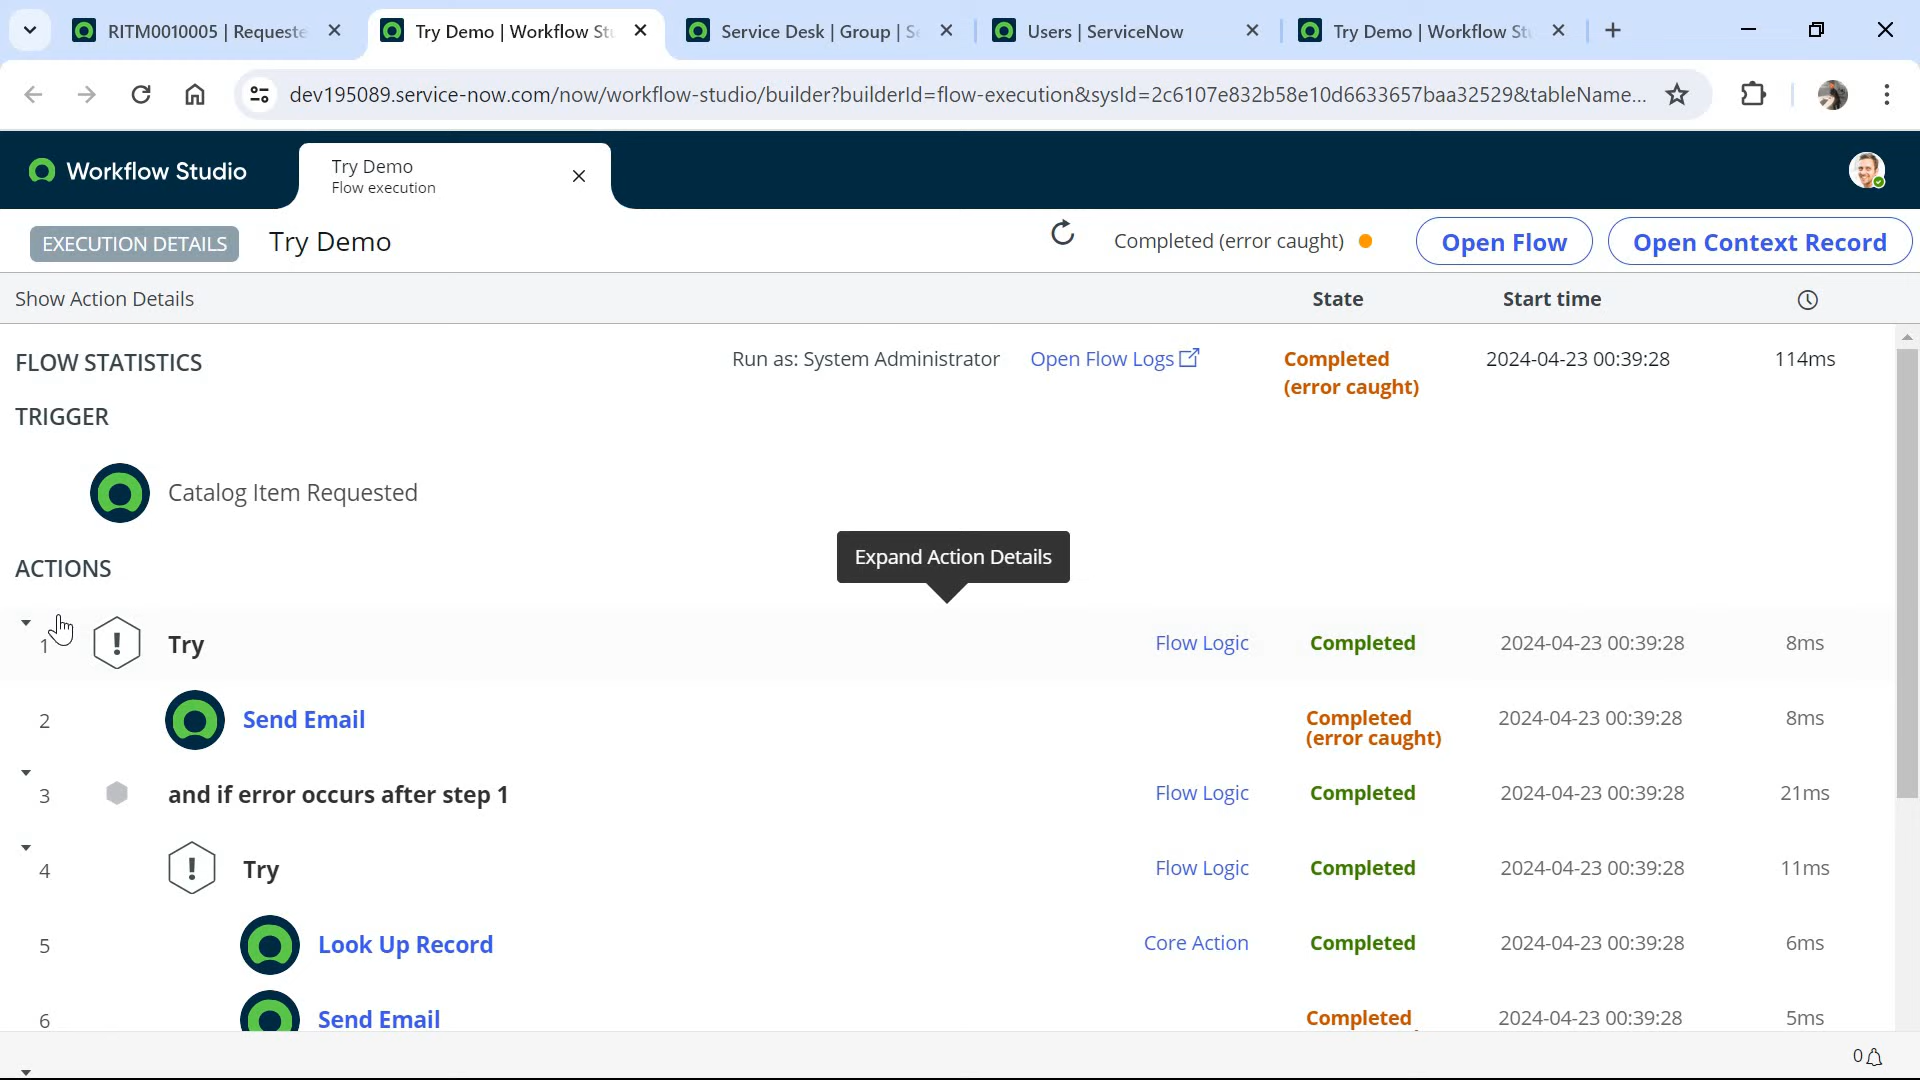 RITM0010005 | Requeste
Try Demo | Workflow Stu
Service Desk | Group | Se
Users | ServiceNow
Try Demo | Workflow Stu
dev195089.service-now.com/now/workflow-studio/builder?builderId=flow-execution&sysId=2c6107e832b58e10d6633657baa32529&tableName...
Workflow Studio
Try Demo
Flow execution
EXECUTION DETAILS
Try Demo
Completed (error caught)
Open Flow
Open Context Record
Show Action Details
State
Start time
FLOW STATISTICS
Run as: System Administrator
Open Flow Logs
Completed
(error caught)
2024-04-23 00:39:28
114ms
TRIGGER
Catalog Item Requested
ACTIONS
Expand Action Details
1
Try
Flow Logic
Completed
2024-04-23 00:39:28
8ms
2
Send Email
Completed
(error caught)
2024-04-23 00:39:28
8ms
3
and if error occurs after step 1
Flow Logic
Completed
2024-04-23 00:39:28
21ms
4
Try
Flow Logic
Completed
2024-04-23 00:39:28
11ms
5
Look Up Record
Core Action
Completed
2024-04-23 00:39:28
6ms
6
Send Email
Completed
2024-04-23 00:39:28
5ms
0